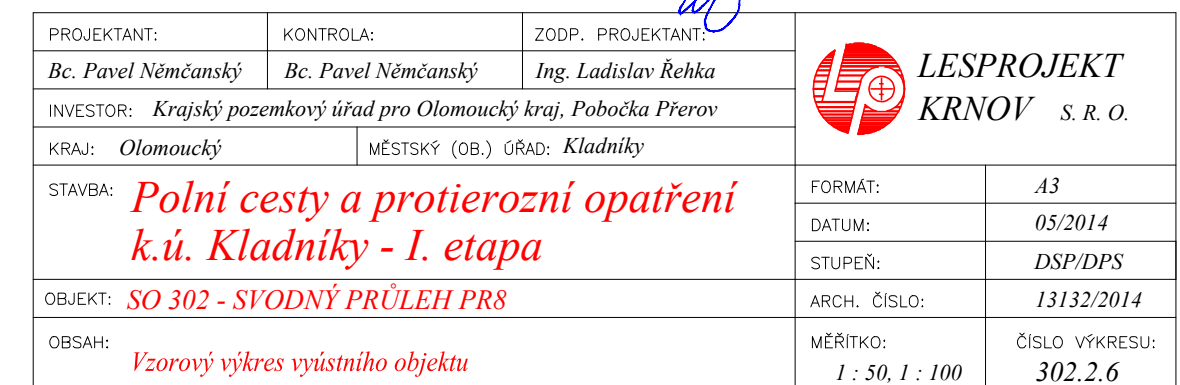 PROJEKTANT: KONTROLA: ZODP. PROJEKTANT:
Bc. Pavel Němčanský Bc. Pavel Němčanský Ing. Ladislav Řehka
INVESTOR: Krajský pozemkový úřad pro Olomoucký kraj, Pobočka Přerov
KRAJ: Olomoucký MĚSTSKÝ (OB.) ÚŘAD: Kladníky
LESPROJEKT
KRNOV S. R. O.
STAVBA: Polní cesty a protierozní opatření
k.ú. Kladníky - I. etapa
FORMÁT: A3
DATUM: 05/2014
STUPEŇ: DSP/DPS
OBJEKT: SO 302 - SVODNÝ PRŮLEH PR8
ARCH. ČÍSLO: 13132/2014
OBSAH: Vzorový výkres vyústního objektu
MĚŘÍTKO: ČÍSLO VÝKRESU:
1 : 50, 1 : 100 302.2.6